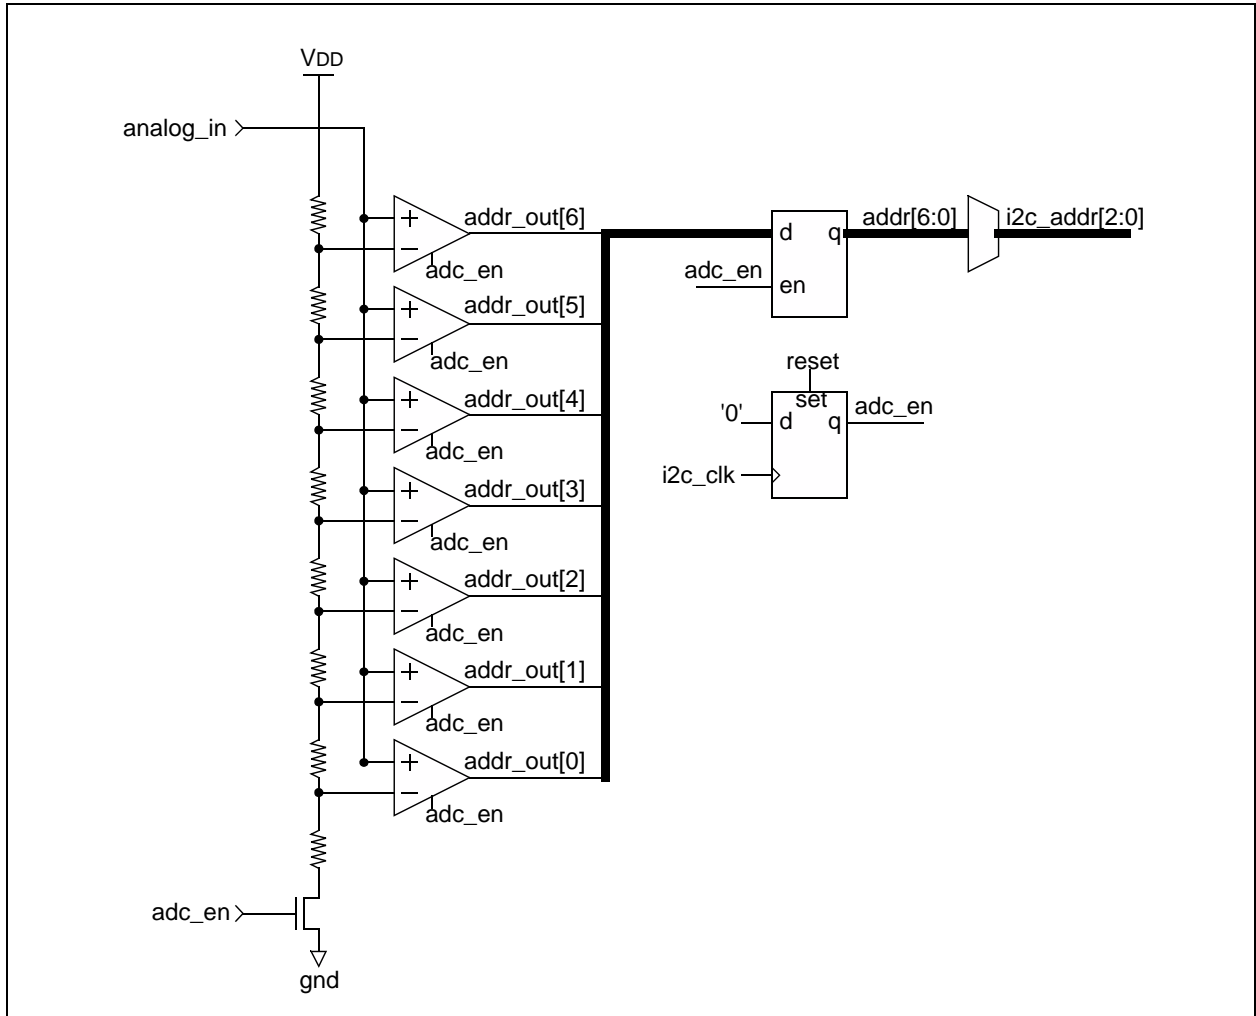 VDD
analog_in
addr_out[6]
+
−
adc_en
addr_out[5]
+
−
adc_en
addr_out[4]
+
−
adc_en
addr_out[3]
+
−
adc_en
addr_out[2]
+
−
adc_en
addr_out[1]
+
−
adc_en
addr_out[0]
+
−
adc_en
adc_en
gnd
addr[6:0]
i2c_addr[2:0]
d q
adc_en
en
reset
set
'0'
d q
adc_en
i2c_clk